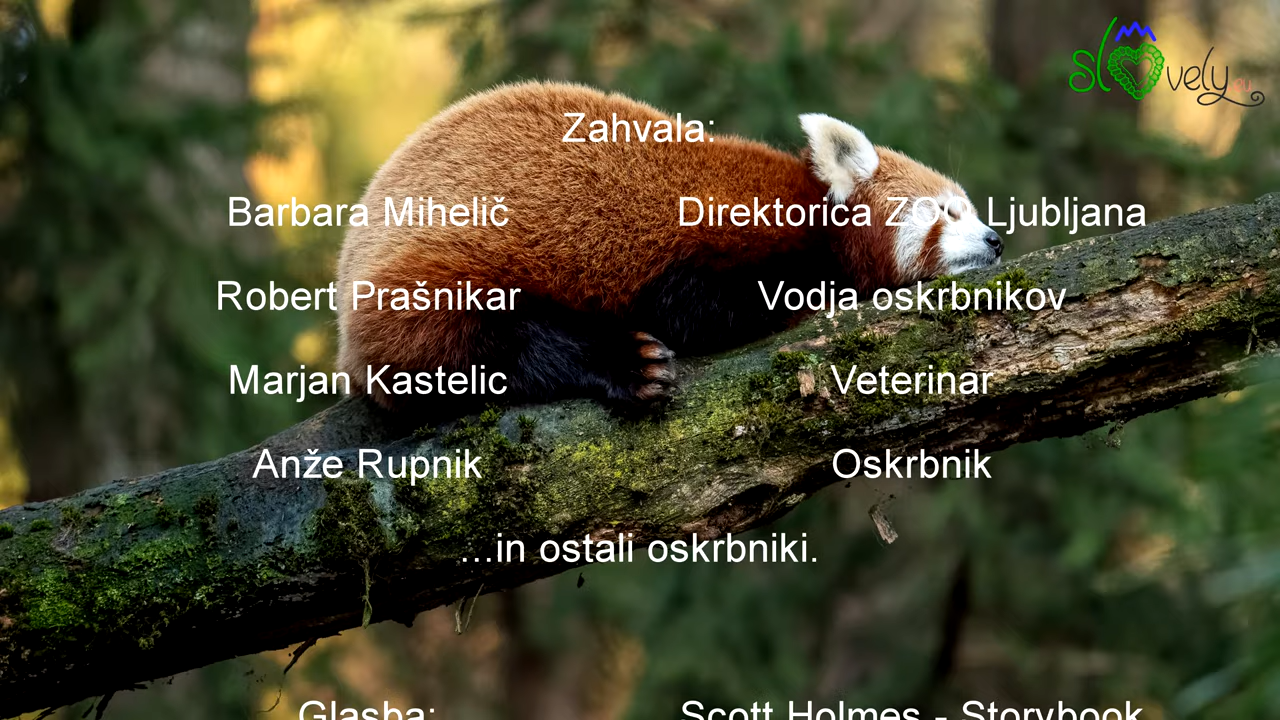 slovely.eu
Zahvala:
Barbara Mihelič Direktorica ZOO Ljubljana
Robert Prašnikar Vodja oskrbnikov
Marjan Kastelic Veterinar
Anže Rupnik Oskrbnik
...in ostali oskrbniki.
Glasba: Scott Holmes - Storybook